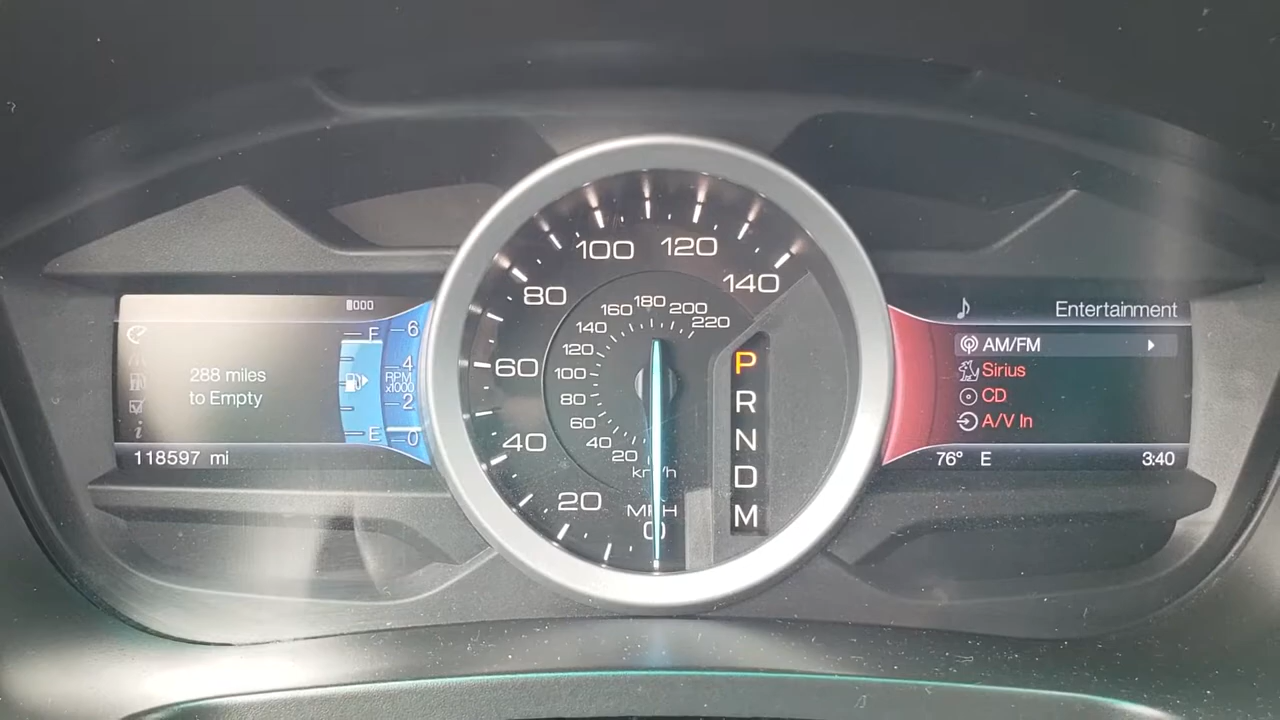 000
288 miles
to Empty
F
E
118597 mi
6
4
RPM
x1000
2
0
20
40
60
80
100
120
140
20
40
60
80
100
120
140
160
180
200
220
km/h
MPH
0
P
R
N
D
M
Entertainment
AM/FM
Sirius
CD
A/V In
76° E
3:40